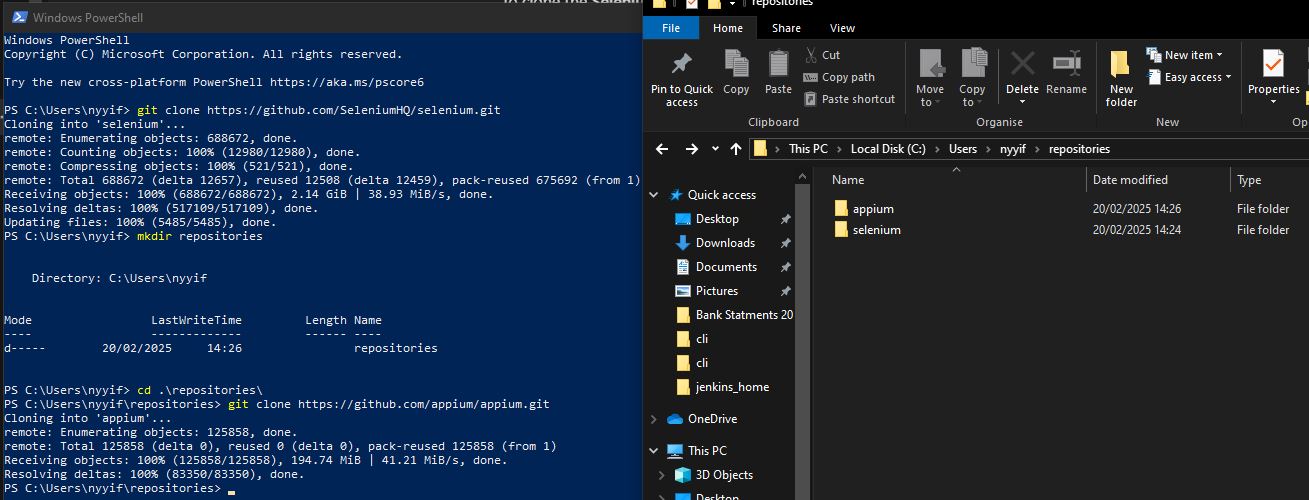 Windows PowerShell
Windows PowerShell
Copyright (C) Microsoft Corporation. All rights reserved.
Try the new cross-platform PowerShell https://aka.ms/pscore6
PS C:\Users\nyyif> git clone https://github.com/SeleniumHQ/selenium.git
Cloning into 'selenium'...
remote: Enumerating objects: 688672, done.
remote: Counting objects: 100% (12980/12980), done.
remote: Compressing objects: 100% (521/521), done.
remote: Total 688672 (delta 12657), reused 12508 (delta 12459), pack-reused 675692 (from 1)
Receiving objects: 100% (688672/688672), 2.14 GiB | 38.93 MiB/s, done.
Resolving deltas: 100% (517109/517109), done.
Updating files: 100% (5485/5485), done.
PS C:\Users\nyyif> mkdir repositories
Directory: C:\Users\nyyif
Mode LastWriteTime Length Name
---- ------------- ------ ----
d----- 20/02/2025 14:26 repositories
PS C:\Users\nyyif> cd .\repositories\
PS C:\Users\nyyif\repositories> git clone https://github.com/appium/appium.git
Cloning into 'appium'...
remote: Enumerating objects: 125858, done.
remote: Total 125858 (delta 0), reused 0 (delta 0), pack-reused 125858 (from 1)
Receiving objects: 100% (125858/125858), 194.74 MiB | 41.21 MiB/s, done.
Resolving deltas: 100% (83350/83350), done.
PS C:\Users\nyyif\repositories>
repositories
File Home Share View
Pin to Quick access
Copy
Paste
Cut
Copy path
Paste shortcut
Clipboard
Move to
Copy to
Delete
Rename
Organise
New folder
New item
Easy access
New
Properties
Op
This PC > Local Disk (C:) > Users > nyyif > repositories
Name Date modified Type
appium 20/02/2025 14:26 File folder
selenium 20/02/2025 14:24 File folder
Quick access
Desktop
Downloads
Documents
Pictures
Bank Statments 20
cli
cli
jenkins_home
OneDrive
This PC
3D Objects
Desktop